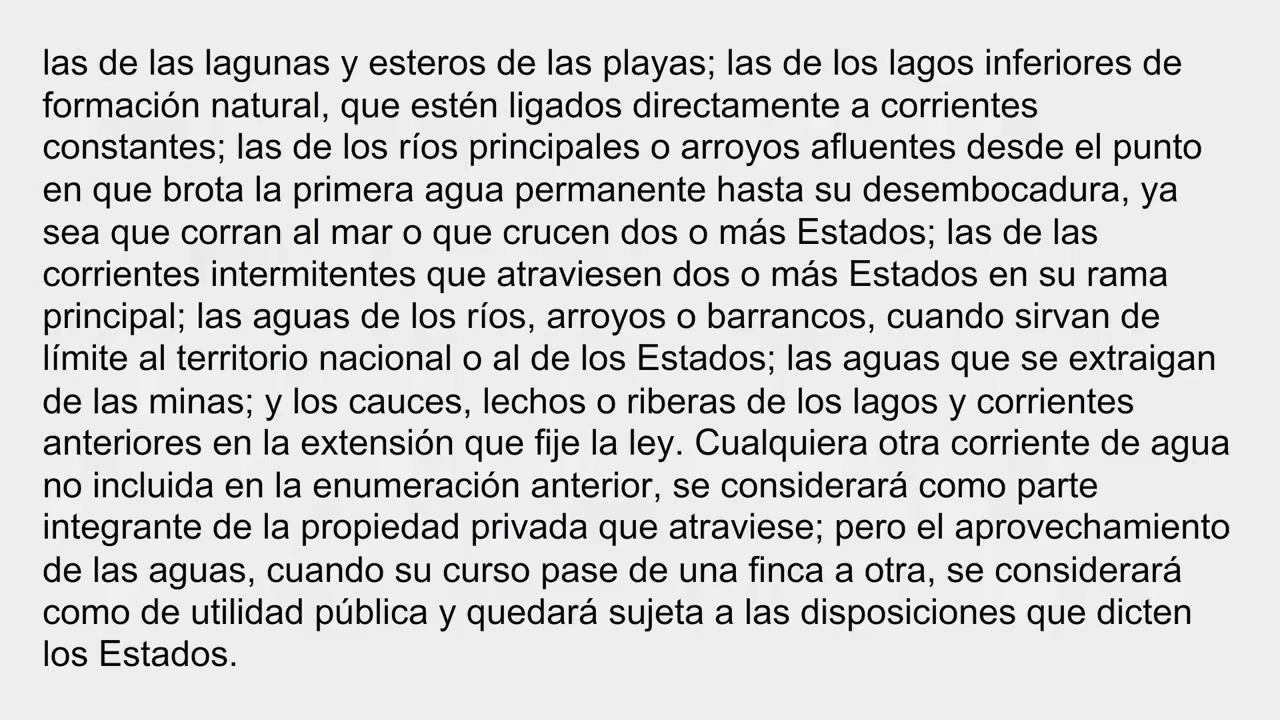 las de las lagunas y esteros de las playas; las de los lagos inferiores de
formación natural, que estén ligados directamente a corrientes
constantes; las de los ríos principales o arroyos afluentes desde el punto
en que brota la primera agua permanente hasta su desembocadura, ya
sea que corran al mar o que crucen dos o más Estados; las de las
corrientes intermitentes que atraviesen dos o más Estados en su rama
principal; las aguas de los ríos, arroyos o barrancos, cuando sirvan de
límite al territorio nacional o al de los Estados; las aguas que se extraigan
de las minas; y los cauces, lechos o riberas de los lagos y corrientes
anteriores en la extensión que fije la ley. Cualquiera otra corriente de agua
no incluida en la enumeración anterior, se considerará como parte
integrante de la propiedad privada que atraviese; pero el aprovechamiento
de las aguas, cuando su curso pase de una finca a otra, se considerará
como de utilidad pública y quedará sujeta a las disposiciones que dicten
los Estados.